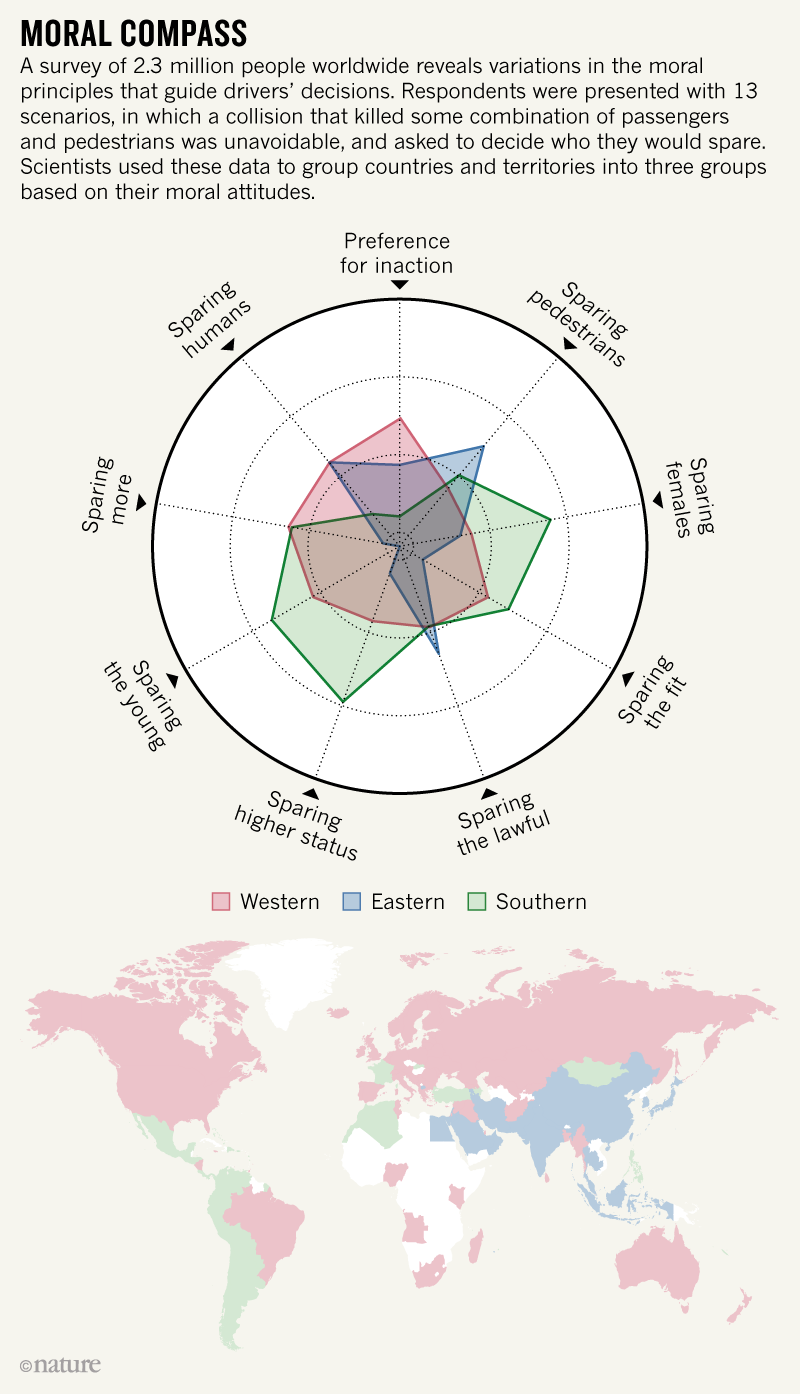 MORAL COMPASS
A survey of 2.3 million people worldwide reveals variations in the moral
principles that guide drivers’ decisions. Respondents were presented with 13
scenarios, in which a collision that killed some combination of passengers
and pedestrians was unavoidable, and asked to decide who they would spare.
Scientists used these data to group countries and territories into three groups
based on their moral attitudes.
Preference
for inaction
Sparing
pedestrians
Sparing
females
Sparing
the fit
Sparing
the lawful
Sparing
higher status
Sparing
the young
Sparing
more
Sparing
humans
Western
Eastern
Southern
©nature